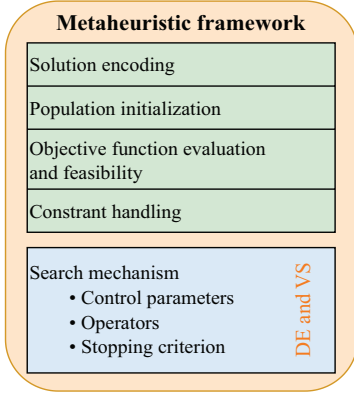 Metaheuristic framework
Solution encoding
Population initialization
Objective function evaluation
and feasibility
Constrant handling
Search mechanism
• Control parameters
• Operators
• Stopping criterion
DE and VS